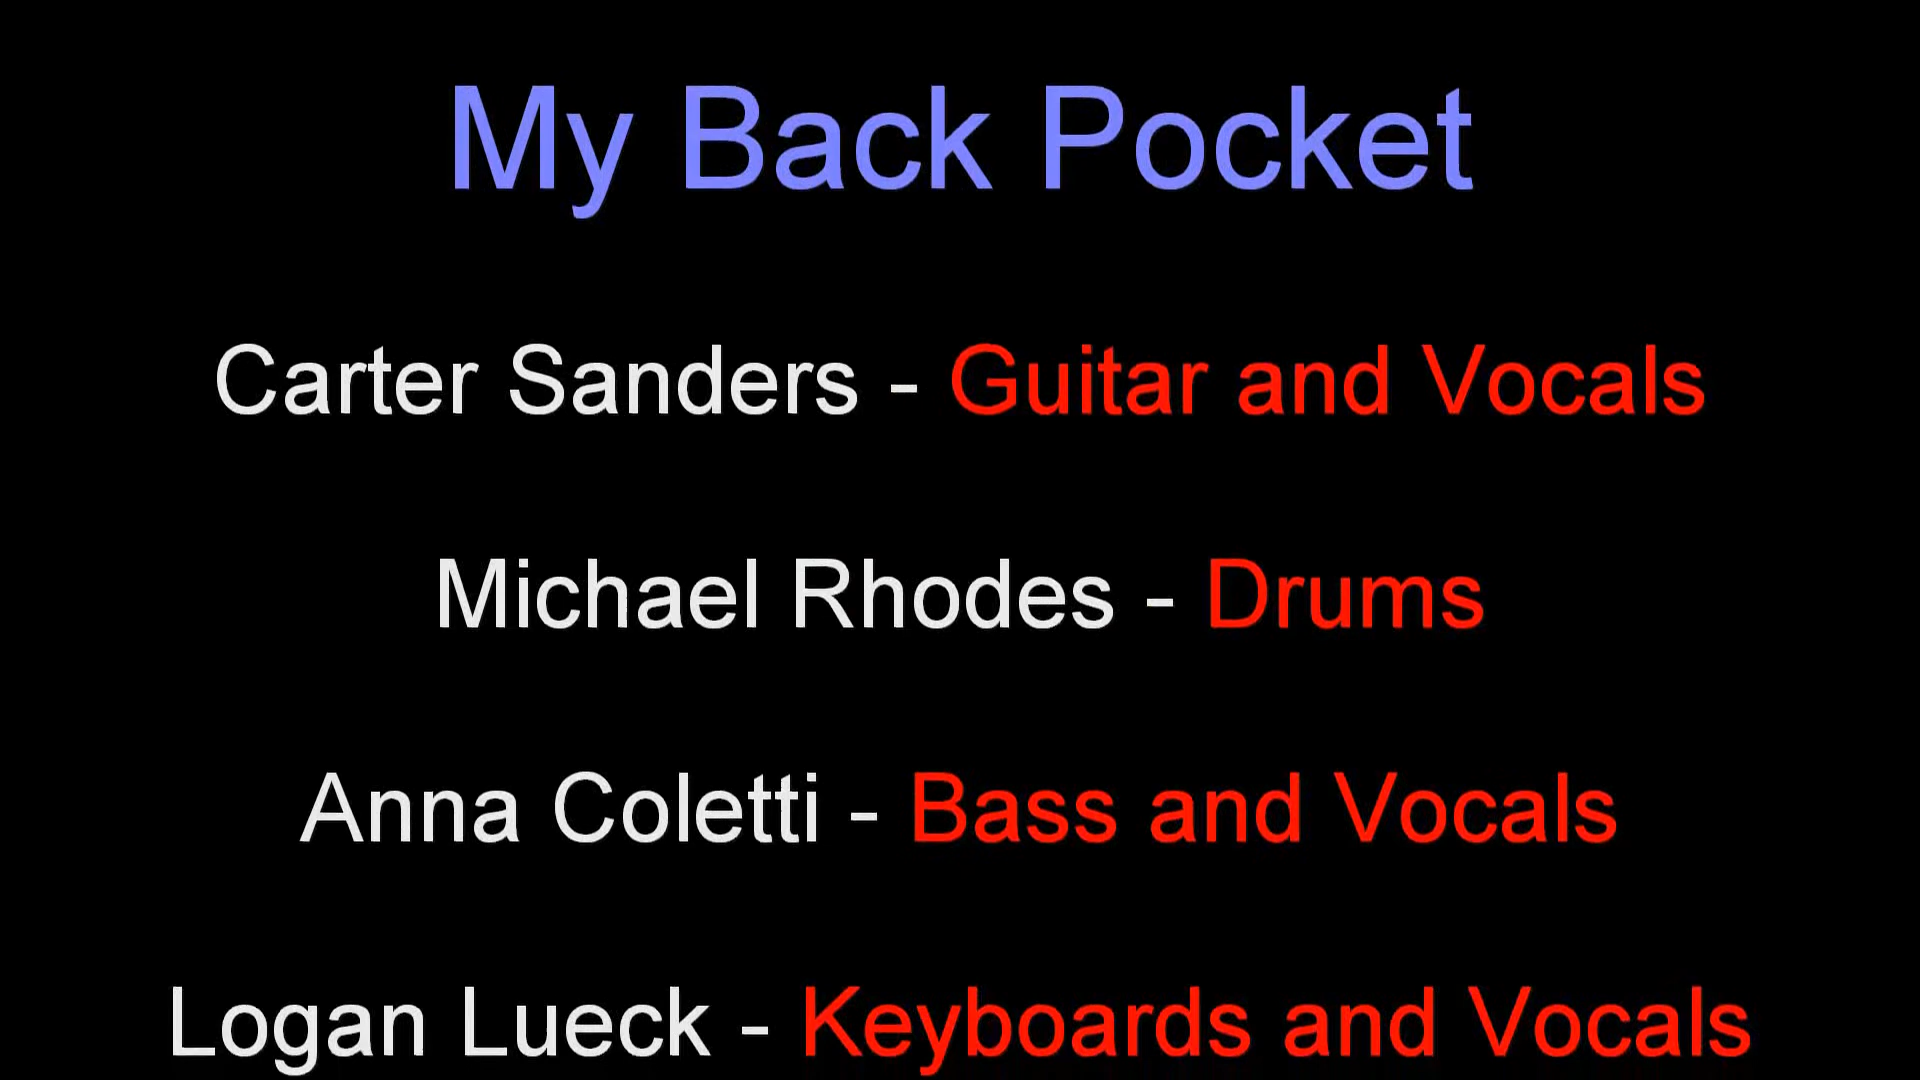 My Back Pocket
Carter Sanders - Guitar and Vocals
Michael Rhodes - Drums
Anna Coletti - Bass and Vocals
Logan Lueck - Keyboards and Vocals